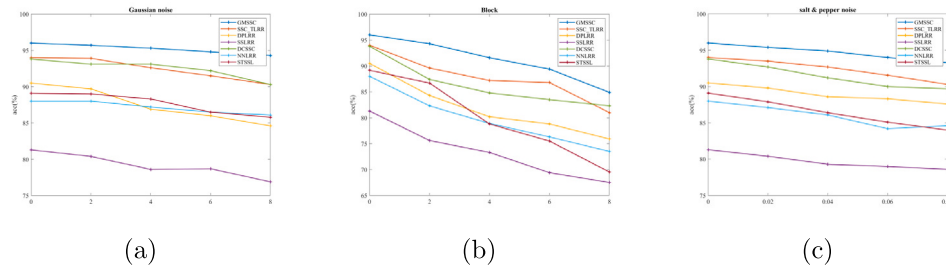 Gaussian noise
100
95
90
85
80
75
acc(%)
0
2
4
6
8
GMSSC
SSC_TLRR
DPLRR
SSLRR
DCSSC
NNLRR
STSSL
(a)
Block
100
95
90
85
80
75
70
65
acc(%)
0
2
4
6
8
GMSSC
SSC_TLRR
DPLRR
SSLRR
DCSSC
NNLRR
STSSL
(b)
salt & pepper noise
100
95
90
85
80
75
acc(%)
0
0.02
0.04
0.06
GMSSC
SSC_TLRR
DPLRR
SSLRR
DCSSC
NNLRR
STSSL
(c)